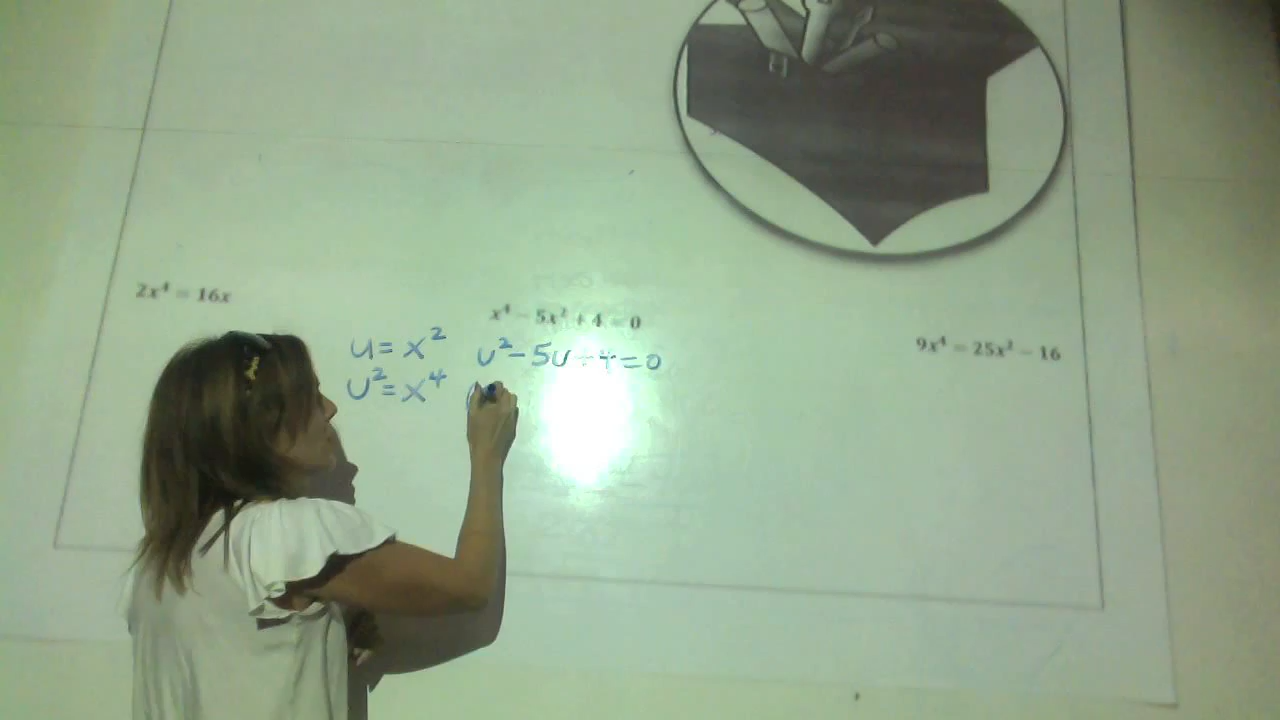 2x⁴ = 16x
x⁴ - 5x² + 4 = 0
9x⁴ = 25x² - 16
u = x²
u² - 5u + 4 = 0
u² = x⁴
(